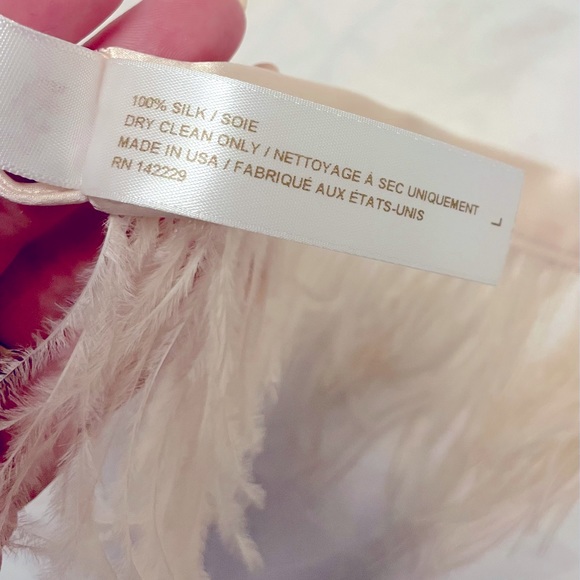 100% SILK / SOIE
DRY CLEAN ONLY / NETTOYAGE À SEC UNIQUEMENT
MADE IN USA / FABRIQUÉ AUX ÉTATS-UNIS
RN 142229
L